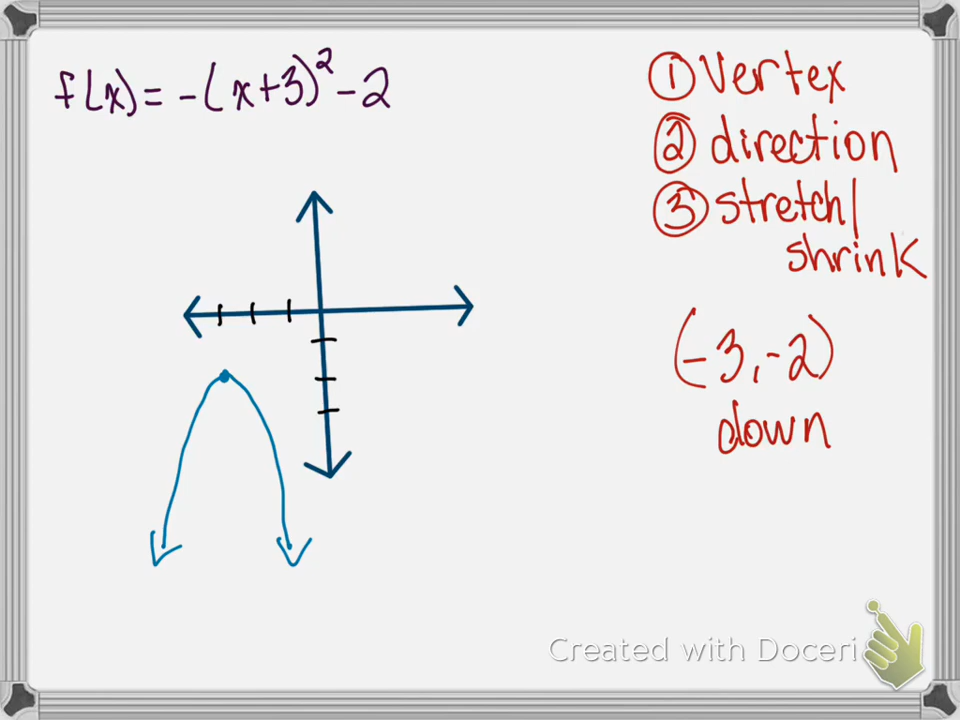 f(x) = -(x+3)² - 2
① Vertex
② direction
③ stretch/
shrink
(-3, -2)
down
Created with Doceri